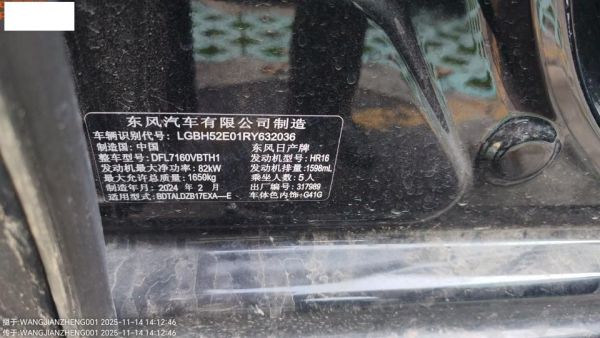 东风汽车有限公司制造
车辆识别代号: LGBH52E01RY632036
制造国: 中国 东风日产牌
整车型号: DFL7160VBTH1 发动机型号: HR16
发动机最大净功率: 82kW 发动机排量: 1598mL
最大允许总质量: 1650kg 乘坐人数: 5人
制造年月: 2024 年 2 月 出厂编号: 317989
适用型式: BDTALDZB17EXA—E 车体色内饰: G41G
摄于:WANGJIANZHENG001 2025-11-14 14:12:46
传于:WANGJIANZHENG001 2025-11-14 14:12:46